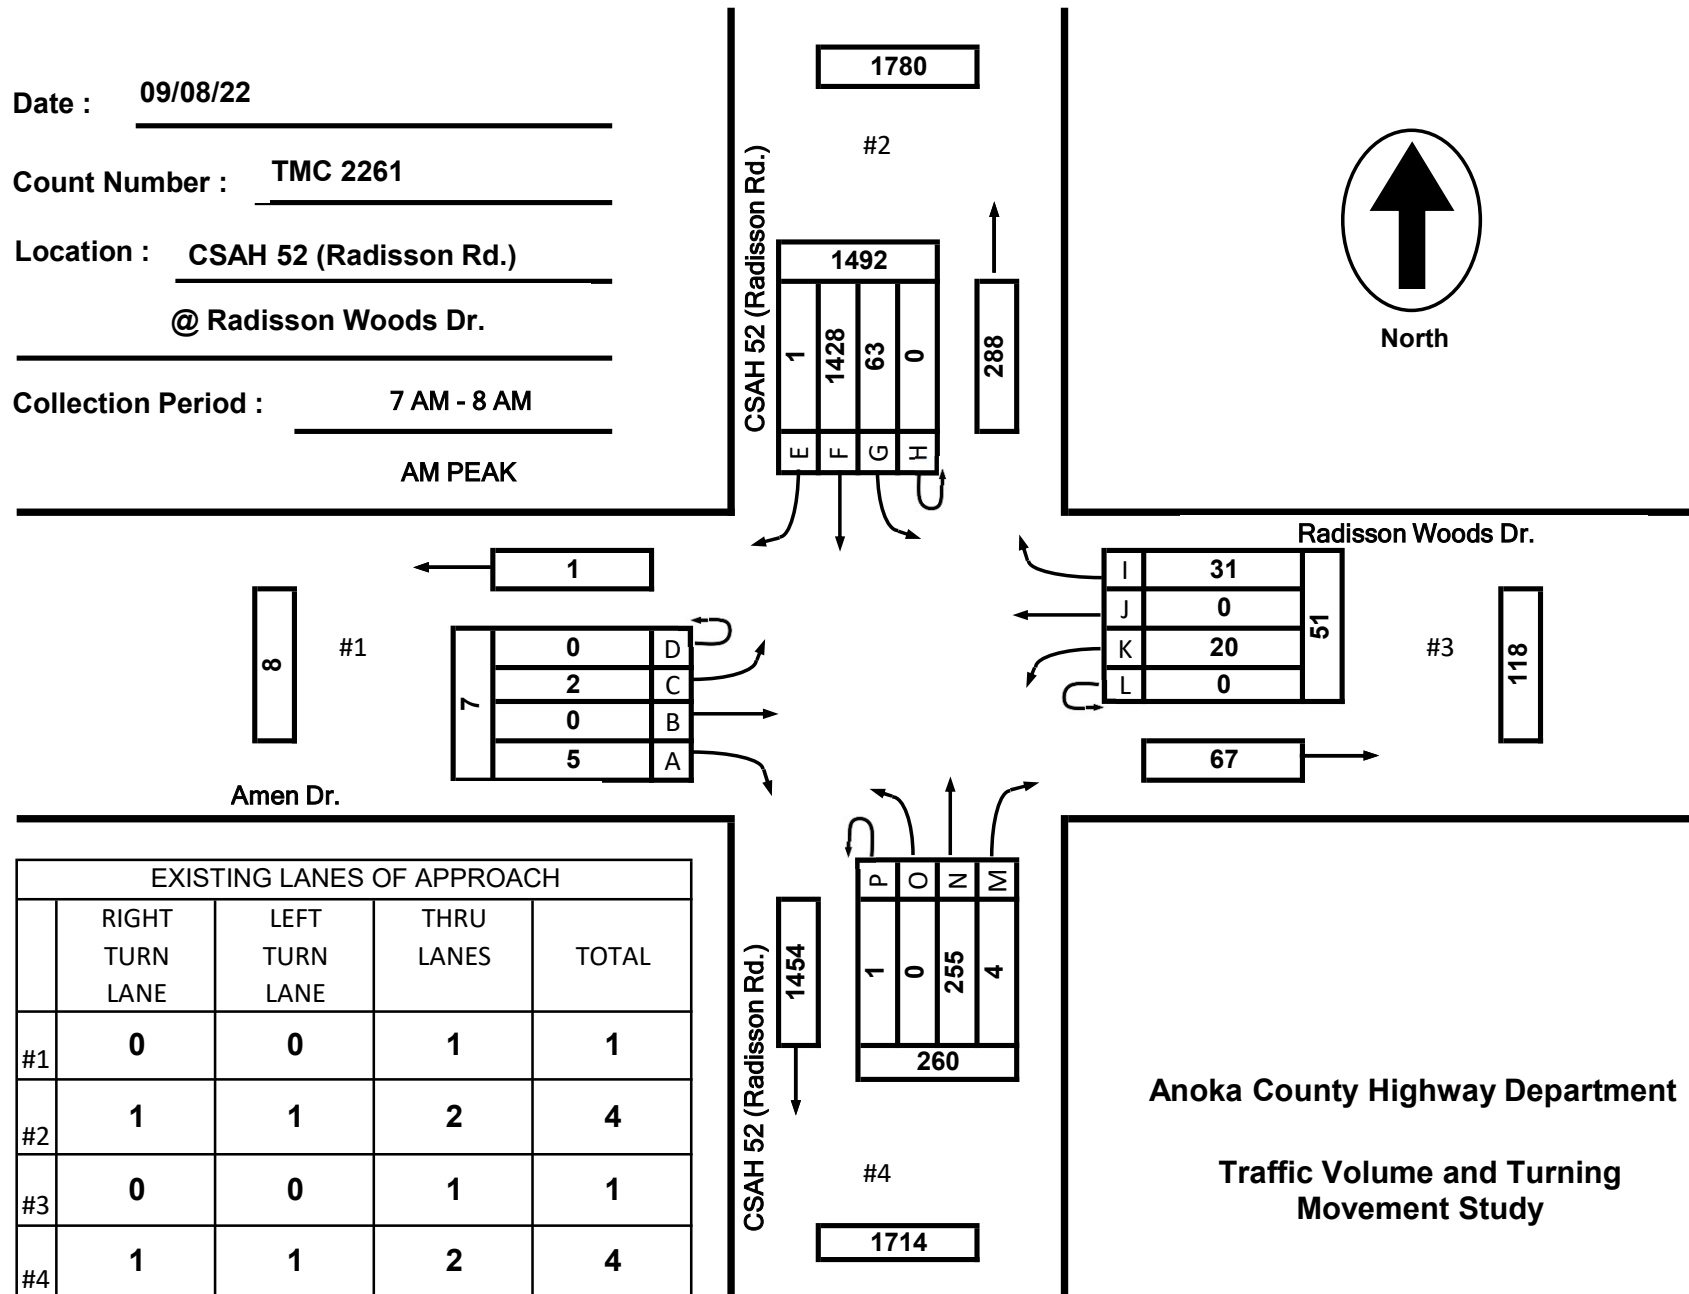 Date : 09/08/22
Count Number : TMC 2261
Location : CSAH 52 (Radisson Rd.)
@ Radisson Woods Dr.
Collection Period : 7 AM - 8 AM
AM PEAK
1780
#2
CSAH 52 (Radisson Rd.)
1492
1 1428 63 0
E F G H
288
North
Radisson Woods Dr.
1
8
#1
7
0 D
2 C
0 B
5 A
Amen Dr.
I 31
J 0
K 20
L 0
51
#3
118
67
P O N M
1 0 255 4
260
1454
CSAH 52 (Radisson Rd.)
#4
1714
EXISTING LANES OF APPROACH
RIGHT TURN LANE LEFT TURN LANE THRU LANES TOTAL
#1 0 0 1 1
#2 1 1 2 4
#3 0 0 1 1
#4 1 1 2 4
Anoka County Highway Department
Traffic Volume and Turning
Movement Study